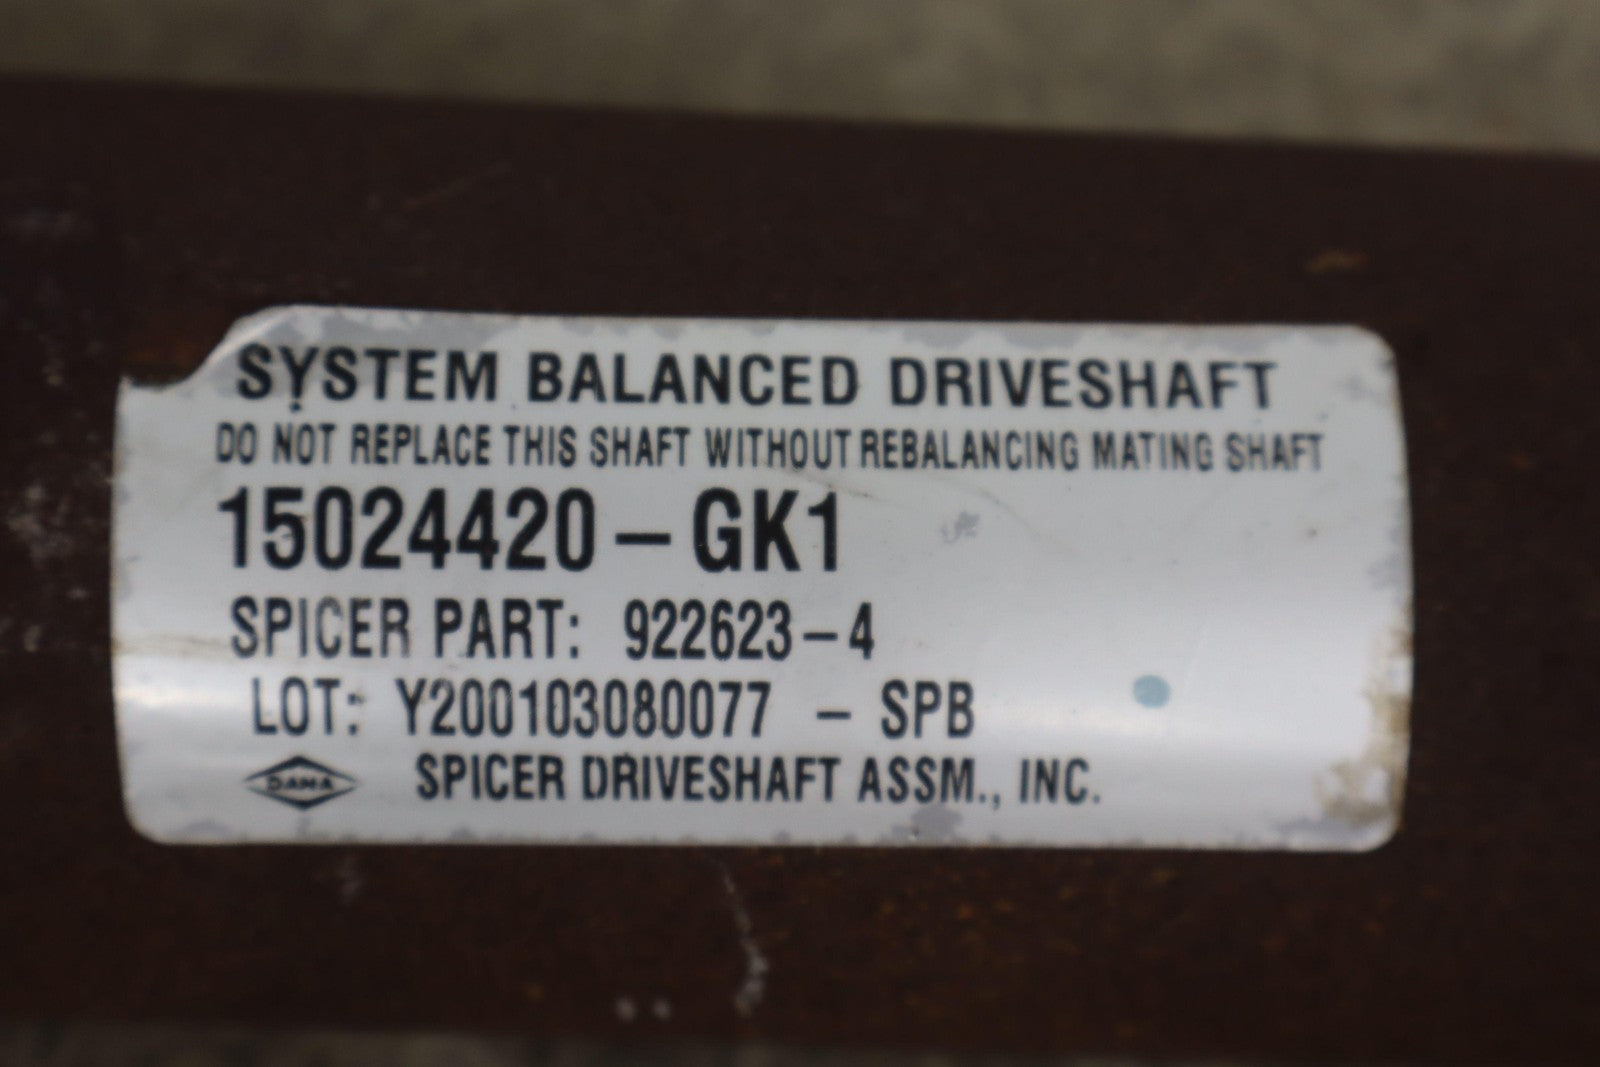 SYSTEM BALANCED DRIVESHAFT
DO NOT REPLACE THIS SHAFT WITHOUT REBALANCING MATING SHAFT
15024420-GK1
SPICER PART: 922623-4
LOT: Y200103080077 - SPB
DANA SPICER DRIVESHAFT ASSM., INC.